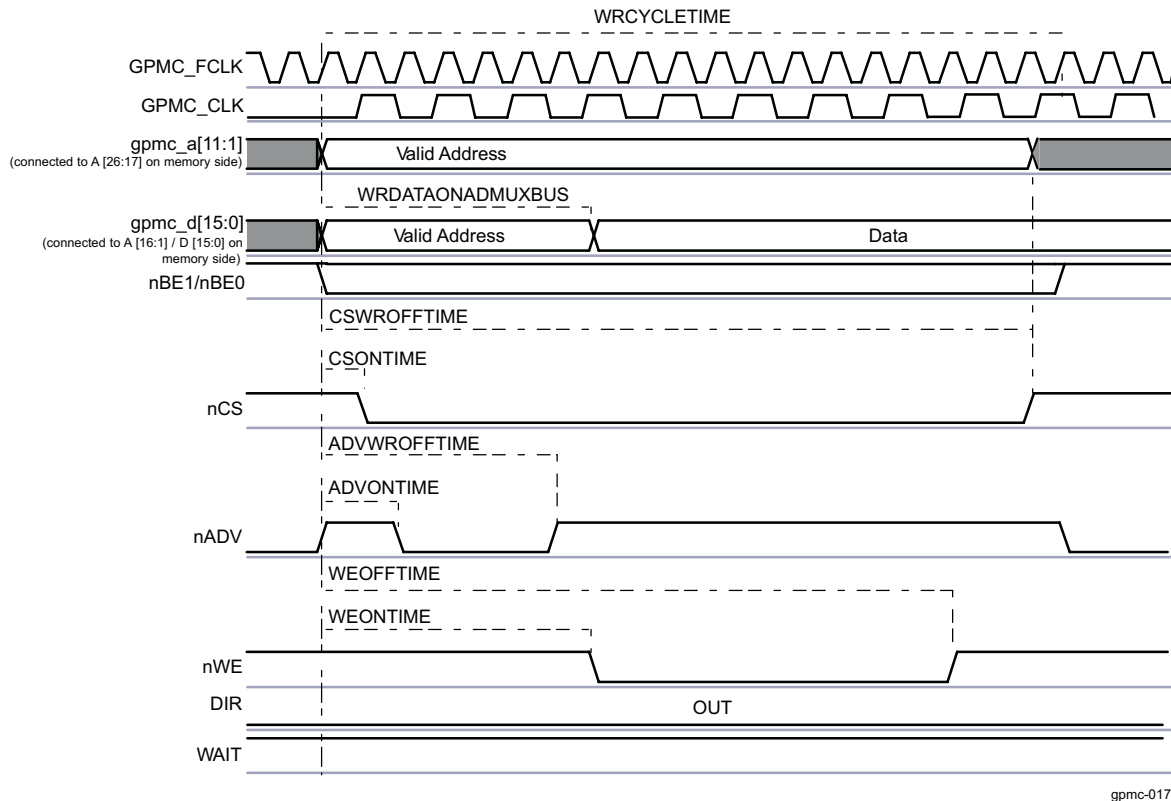 WRCYCLETIME
GPMC_FCLK
GPMC_CLK
gpmc_a[11:1]
(connected to A [26:17] on memory side)
Valid Address
WRDATAONADMUXBUS
gpmc_d[15:0]
(connected to A [16:1] / D [15:0] on
memory side)
Valid Address
Data
nBE1/nBE0
CSWROFFTIME
CSONTIME
nCS
ADVWROFFTIME
ADVONTIME
nADV
WEOFFTIME
WEONTIME
nWE
DIR
OUT
WAIT
gpmc-017